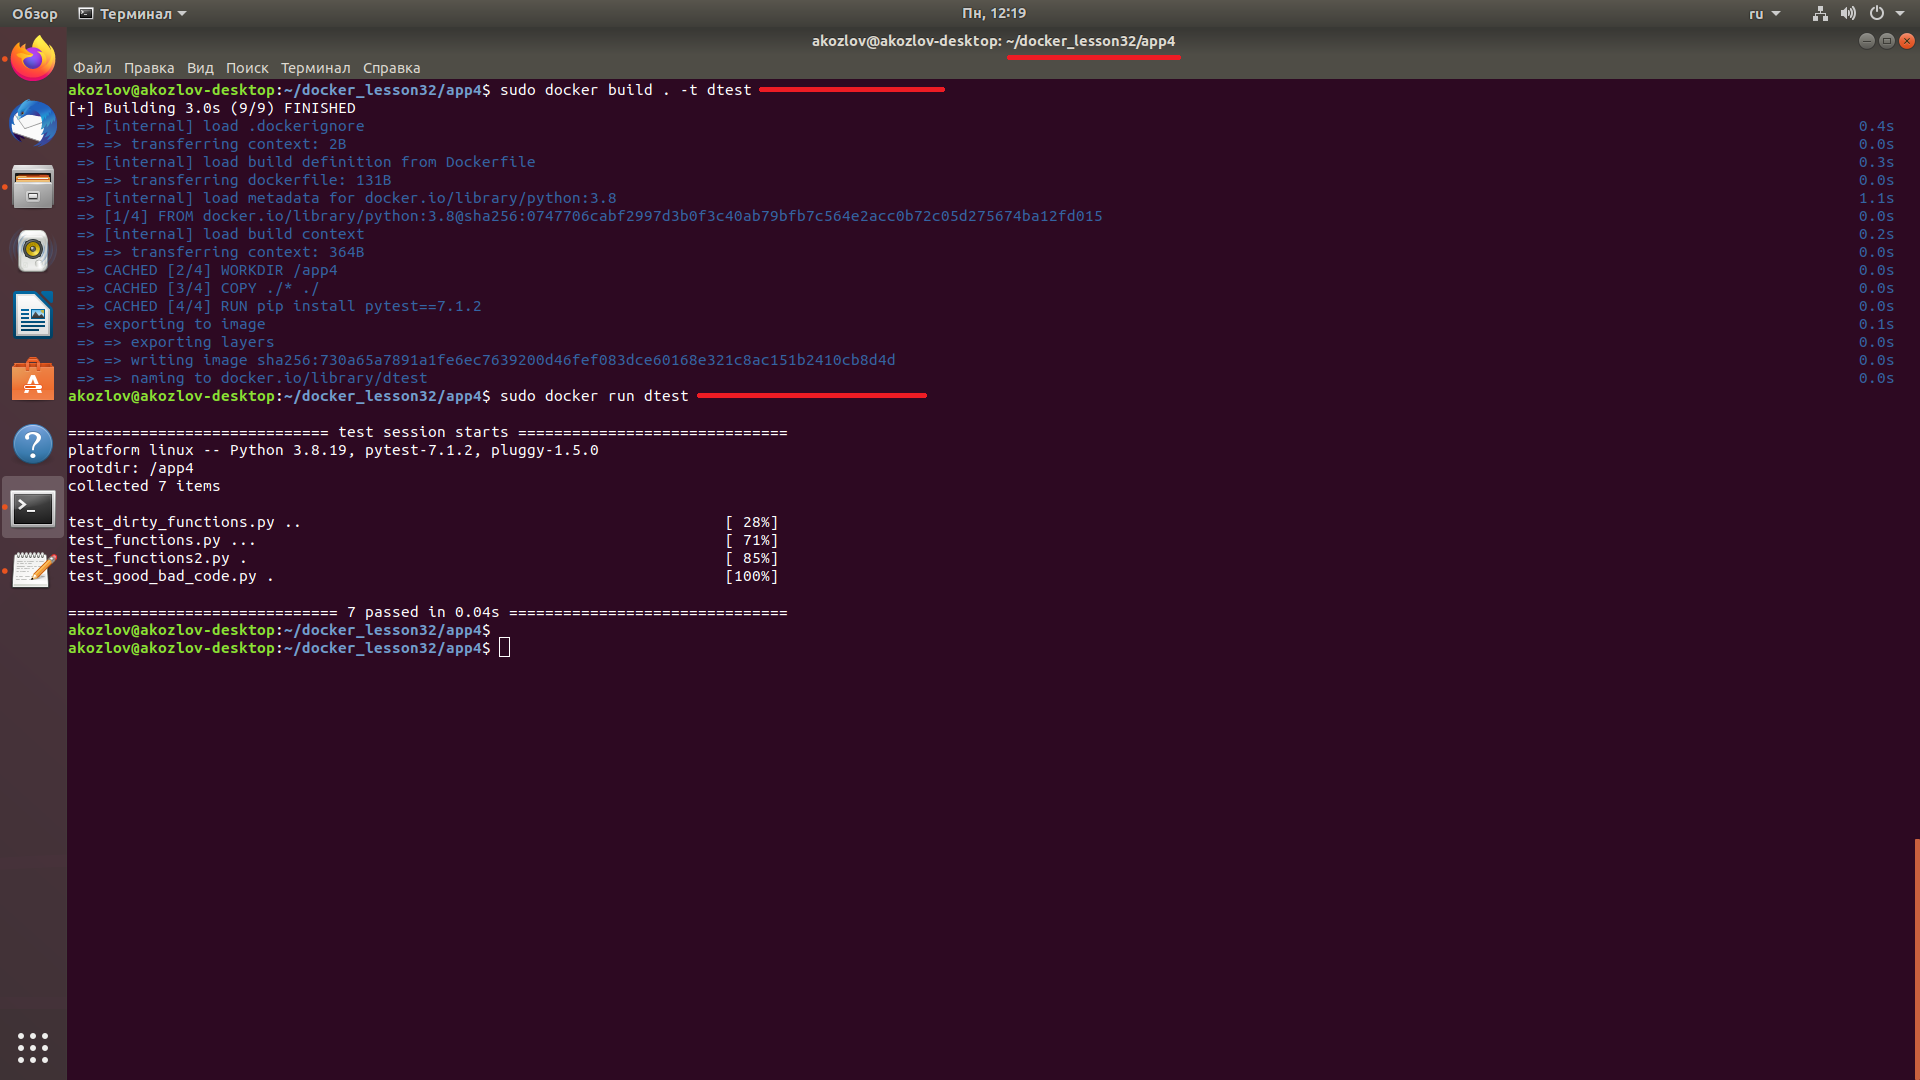 Обзор Терминал Пн, 12:19 ru
akozlov@akozlov-desktop: ~/docker_lesson32/app4
Файл Правка Вид Поиск Терминал Справка
akozlov@akozlov-desktop:~/docker_lesson32/app4$ sudo docker build . -t dtest
[+] Building 3.0s (9/9) FINISHED
=> [internal] load .dockerignore 0.4s
=> => transferring context: 2B 0.0s
=> [internal] load build definition from Dockerfile 0.3s
=> => transferring dockerfile: 131B 0.0s
=> [internal] load metadata for docker.io/library/python:3.8 1.1s
=> [1/4] FROM docker.io/library/python:3.8@sha256:0747706cabf2997d3b0f3c40ab79bfb7c564e2acc0b72c05d275674ba12fd015 0.0s
=> [internal] load build context 0.2s
=> => transferring context: 364B 0.0s
=> CACHED [2/4] WORKDIR /app4 0.0s
=> CACHED [3/4] COPY ./* ./ 0.0s
=> CACHED [4/4] RUN pip install pytest==7.1.2 0.0s
=> exporting to image 0.1s
=> => exporting layers 0.0s
=> => writing image sha256:730a65a7891a1fe6ec7639200d46fef083dce60168e321c8ac151b2410cb8d4d 0.0s
=> => naming to docker.io/library/dtest 0.0s
akozlov@akozlov-desktop:~/docker_lesson32/app4$ sudo docker run dtest
============================= test session starts ==============================
platform linux -- Python 3.8.19, pytest-7.1.2, pluggy-1.5.0
rootdir: /app4
collected 7 items
test_dirty_functions.py .. [ 28%]
test_functions.py ... [ 71%]
test_functions2.py . [ 85%]
test_good_bad_code.py . [100%]
============================== 7 passed in 0.04s ===============================
akozlov@akozlov-desktop:~/docker_lesson32/app4$
akozlov@akozlov-desktop:~/docker_lesson32/app4$